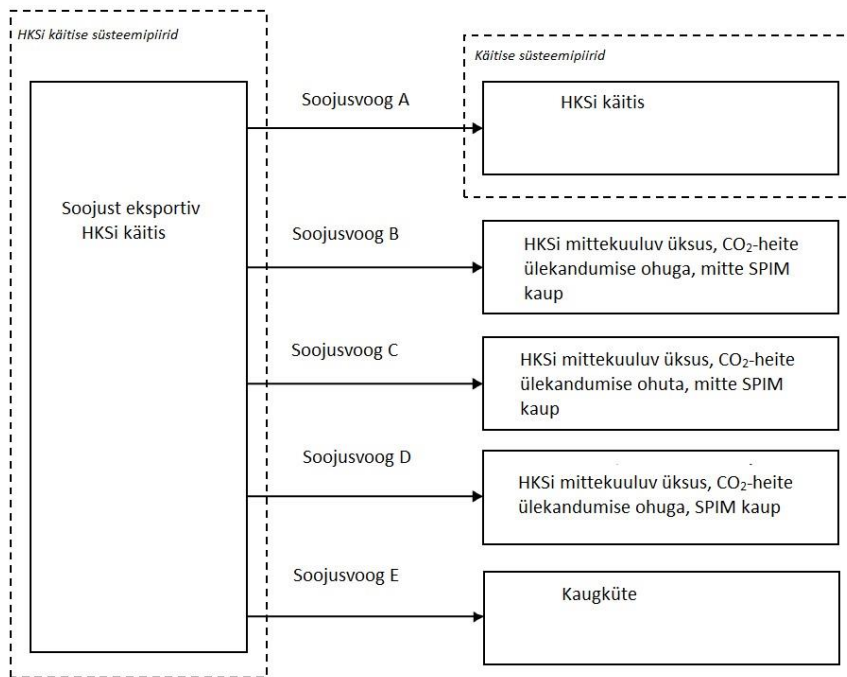 HKSi käitise süsteemipiirid
Käitise süsteemipiirid
Soojust eksportiv
HKSi käitis
Soojusvoog A
HKSi käitis
Soojusvoog B
HKSi mittekuuluv üksus, CO₂-heite
ülekandumise ohuga, mitte SPIM
kaup
Soojusvoog C
HKSi mittekuuluv üksus, CO₂-heite
ülekandumise ohuta, mitte SPIM
kaup
Soojusvoog D
HKSi mittekuuluv üksus, CO₂-heite
ülekandumise ohuga, SPIM kaup
Soojusvoog E
Kaugküte